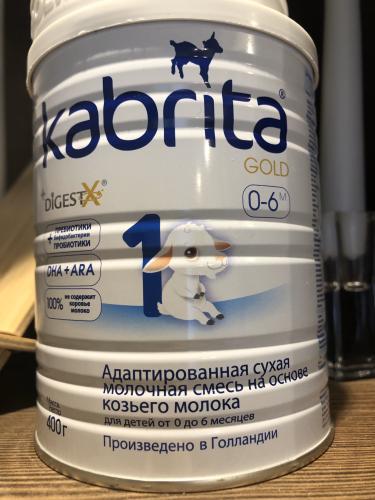 kabrita®
GOLD
DIGESTX®
0-6 М
+ ПРЕБИОТИКИ
бифидобактерии
ПРОБИОТИКИ
DHA + ARA
1
100% не содержит
коровье
молоко
Адаптированная сухая
молочная смесь на основе
козьего молока
для детей от 0 до 6 месяцев
400 г
Произведено в Голландии